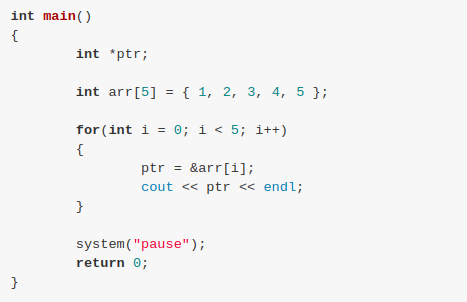 int main()
{
        int *ptr;

        int arr[5] = { 1, 2, 3, 4, 5 };

        for(int i = 0; i < 5; i++)
        {
                ptr = &arr[i];
                cout << ptr << endl;
        }

        system("pause");
        return 0;
}